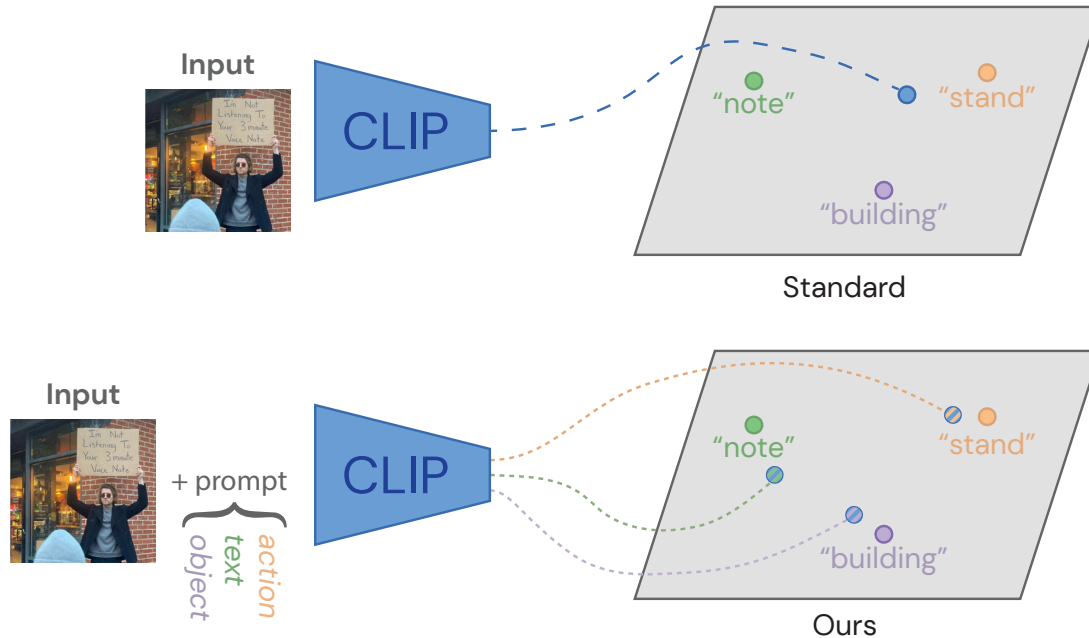 Input
I'm Not
Listening To
Your 3 minute
Voice Note
CLIP
“note”
“stand”
“building”
Standard
Input
I'm Not
Listening To
Your 3 minute
Voice Note
+ prompt
object
text
action
CLIP
“note”
“stand”
“building”
Ours